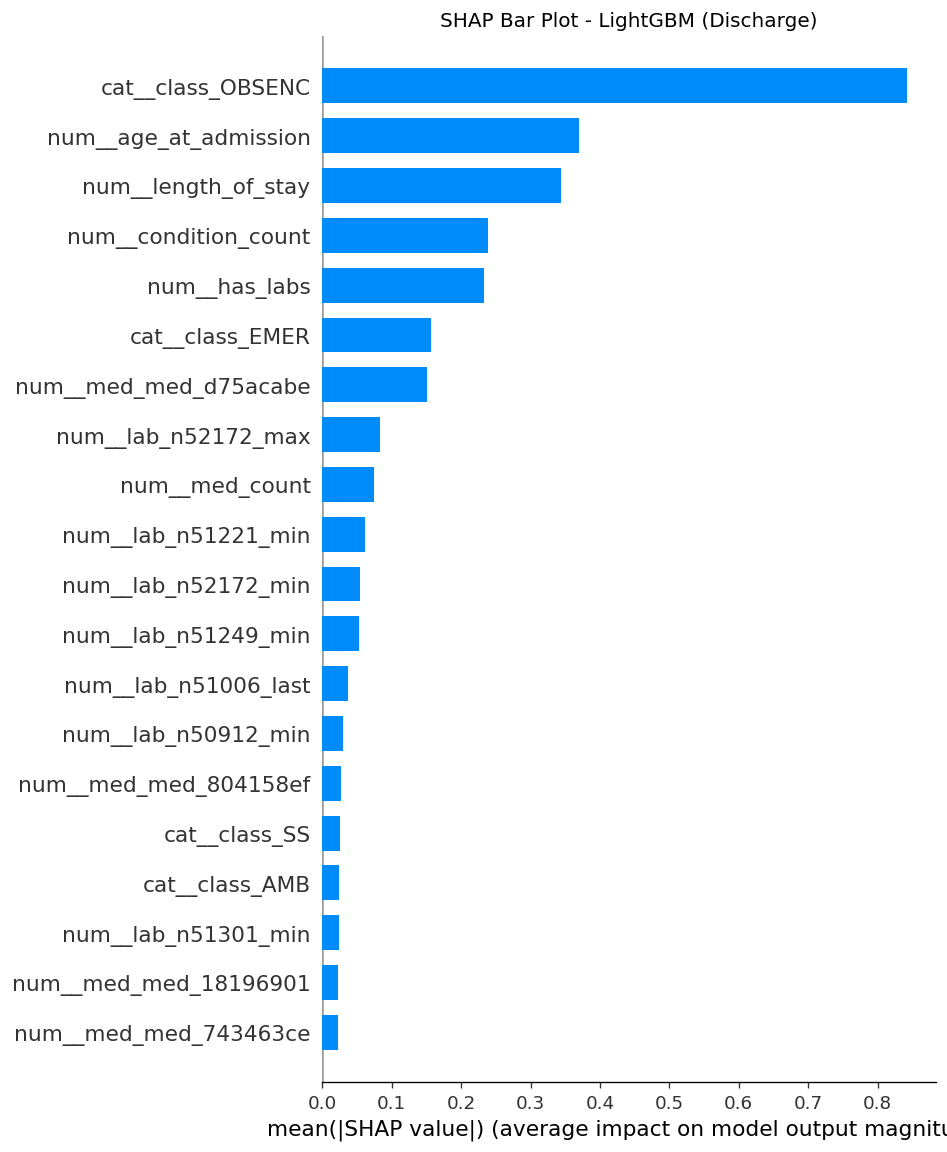 SHAP Bar Plot - LightGBM (Discharge)
cat__class_OBSENC
num__age_at_admission
num__length_of_stay
num__condition_count
num__has_labs
cat__class_EMER
num__med_med_d75acabe
num__lab_n52172_max
num__med_count
num__lab_n51221_min
num__lab_n52172_min
num__lab_n51249_min
num__lab_n51006_last
num__lab_n50912_min
num__med_med_804158ef
cat__class_SS
cat__class_AMB
num__lab_n51301_min
num__med_med_18196901
num__med_med_743463ce
0.0 0.1 0.2 0.3 0.4 0.5 0.6 0.7 0.8
mean(|SHAP value|) (average impact on model output magnitu